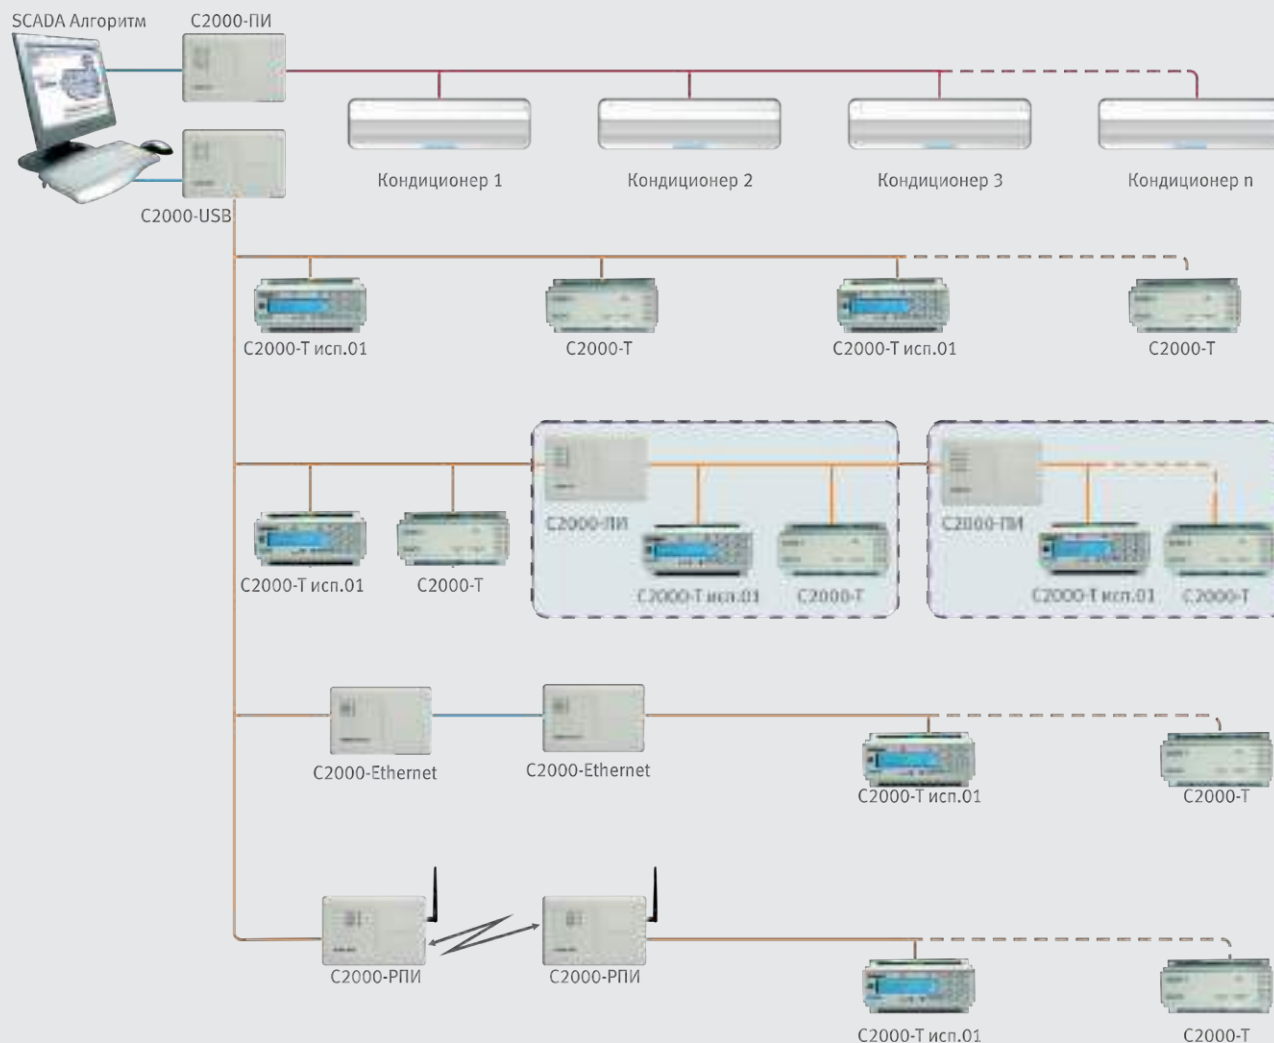 SCADA Алгоритм
С2000-ПИ
Кондиционер 1
Кондиционер 2
Кондиционер 3
Кондиционер n
С2000-USB
С2000-Т исп.01
С2000-Т
С2000-Т исп.01
С2000-Т
С2000-ПИ
С2000-ПИ
С2000-Т исп.01
С2000-Т
С2000-Т исп.01
С2000-Т
С2000-Т исп.01
С2000-Т
С2000-Ethernet
С2000-Ethernet
С2000-Т исп.01
С2000-Т
С2000-РПИ
С2000-РПИ
С2000-Т исп.01
С2000-Т